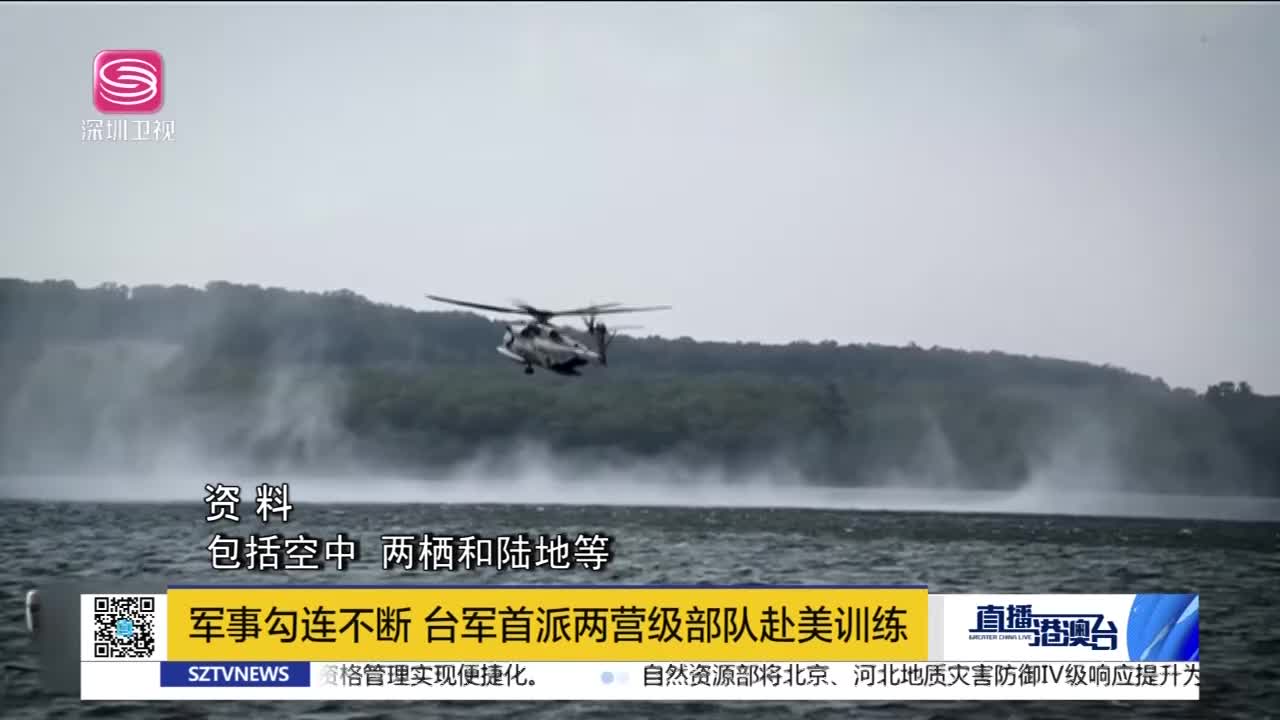 深圳卫视
资料
包括空中 两栖和陆地等
军事勾连不断 台军首派两营级部队赴美训练
直播港澳台
GREATER CHINA LIVE
SZTVNEWS
资格管理实现便捷化。 自然资源部将北京、河北地质灾害防御IV级响应提升为